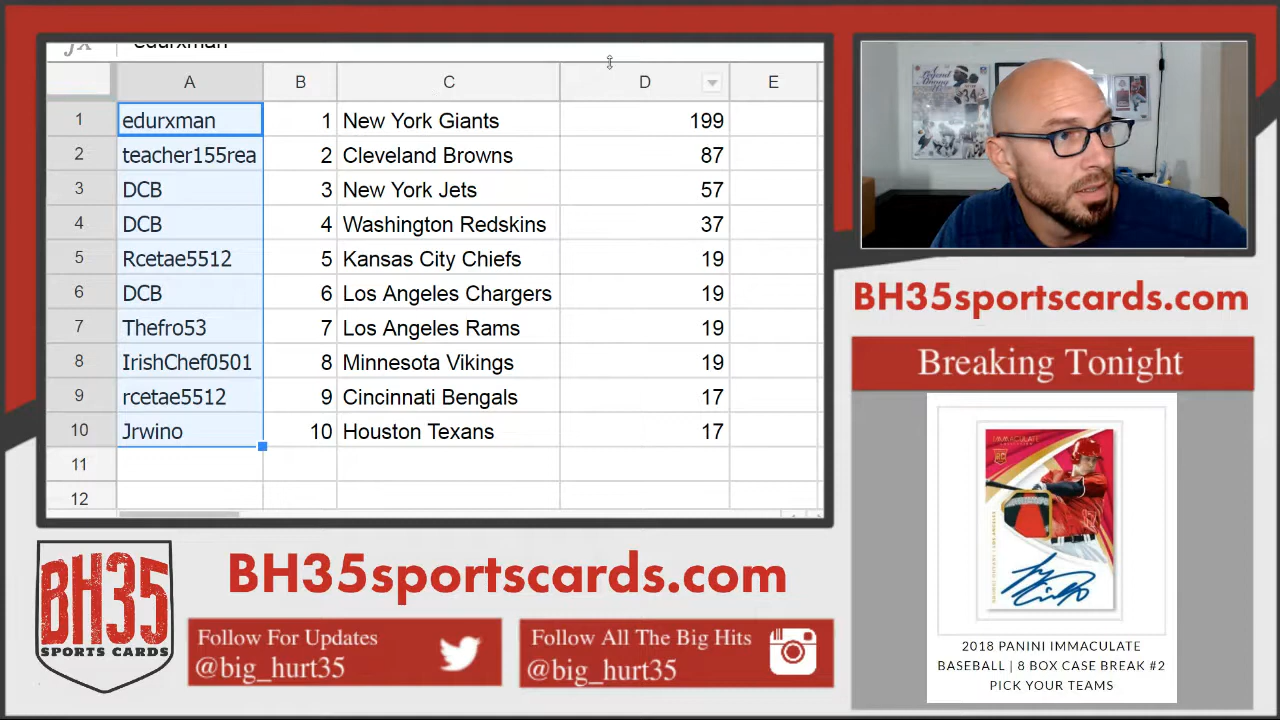 fx edurxman
A B C D E
1 edurxman 1 New York Giants 199
2 teacher155rea 2 Cleveland Browns 87
3 DCB 3 New York Jets 57
4 DCB 4 Washington Redskins 37
5 Rcetae5512 5 Kansas City Chiefs 19
6 DCB 6 Los Angeles Chargers 19
7 Thefro53 7 Los Angeles Rams 19
8 IrishChef0501 8 Minnesota Vikings 19
9 rcetae5512 9 Cincinnati Bengals 17
10 Jrwino 10 Houston Texans 17
11
12
34
BH35sportscards.com
Breaking Tonight
IMMACULATE
17
2018 PANINI IMMACULATE
BASEBALL | 8 BOX CASE BREAK #2
PICK YOUR TEAMS
BH35
SPORTS CARDS
BH35sportscards.com
Follow For Updates
@big_hurt35
Follow All The Big Hits
@big_hurt35